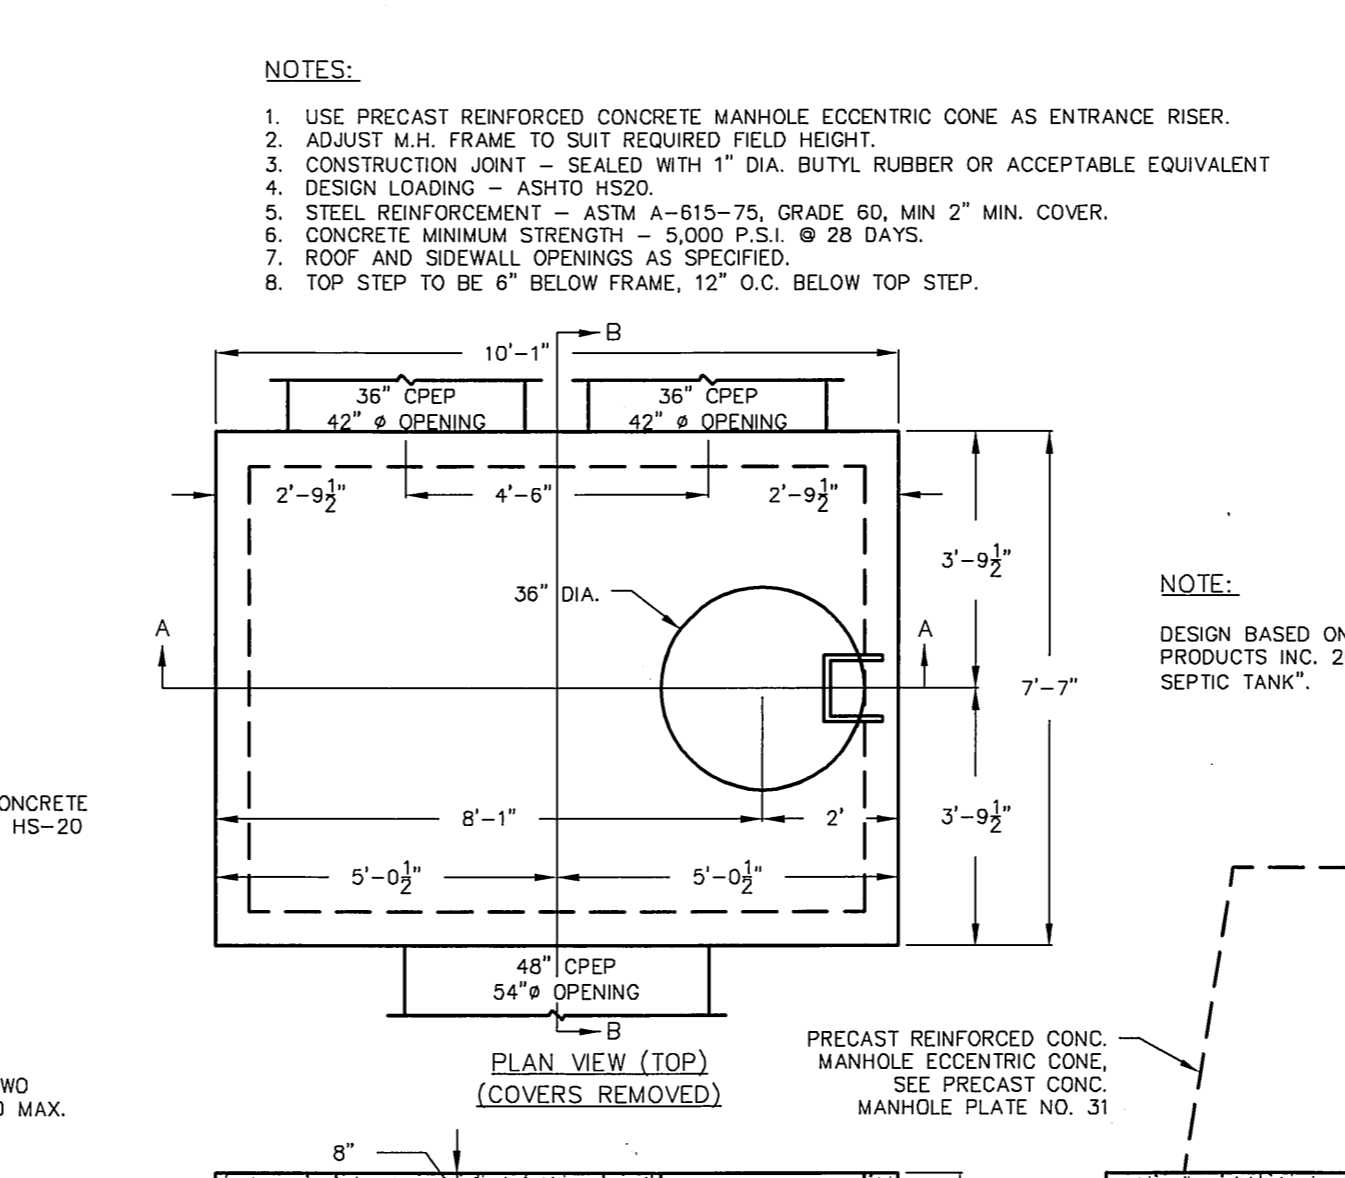 NOTES:
1. USE PRECAST REINFORCED CONCRETE MANHOLE ECCENTRIC CONE AS ENTRANCE RISER.
2. ADJUST M.H. FRAME TO SUIT REQUIRED FIELD HEIGHT.
3. CONSTRUCTION JOINT – SEALED WITH 1" DIA. BUTYL RUBBER OR ACCEPTABLE EQUIVALENT
4. DESIGN LOADING – ASHTO HS20.
5. STEEL REINFORCEMENT – ASTM A-615-75, GRADE 60, MIN 2" MIN. COVER.
6. CONCRETE MINIMUM STRENGTH – 5,000 P.S.I. @ 28 DAYS.
7. ROOF AND SIDEWALL OPENINGS AS SPECIFIED.
8. TOP STEP TO BE 6" BELOW FRAME, 12" O.C. BELOW TOP STEP.
B
10'-1"
36" CPEP
42" ø OPENING
36" CPEP
42" ø OPENING
2'-9½"
4'-6"
2'-9½"
3'-9½"
36" DIA.
A
A
7'-7"
NOTE:
DESIGN BASED ON
PRODUCTS INC. 2
SEPTIC TANK".
ONCRETE
HS-20
8'-1"
2'
3'-9½"
5'-0½"
5'-0½"
48" CPEP
54"ø OPENING
B
PLAN VIEW (TOP)
(COVERS REMOVED)
PRECAST REINFORCED CONC.
MANHOLE ECCENTRIC CONE,
SEE PRECAST CONC.
MANHOLE PLATE NO. 31
WO
MAX.
8"